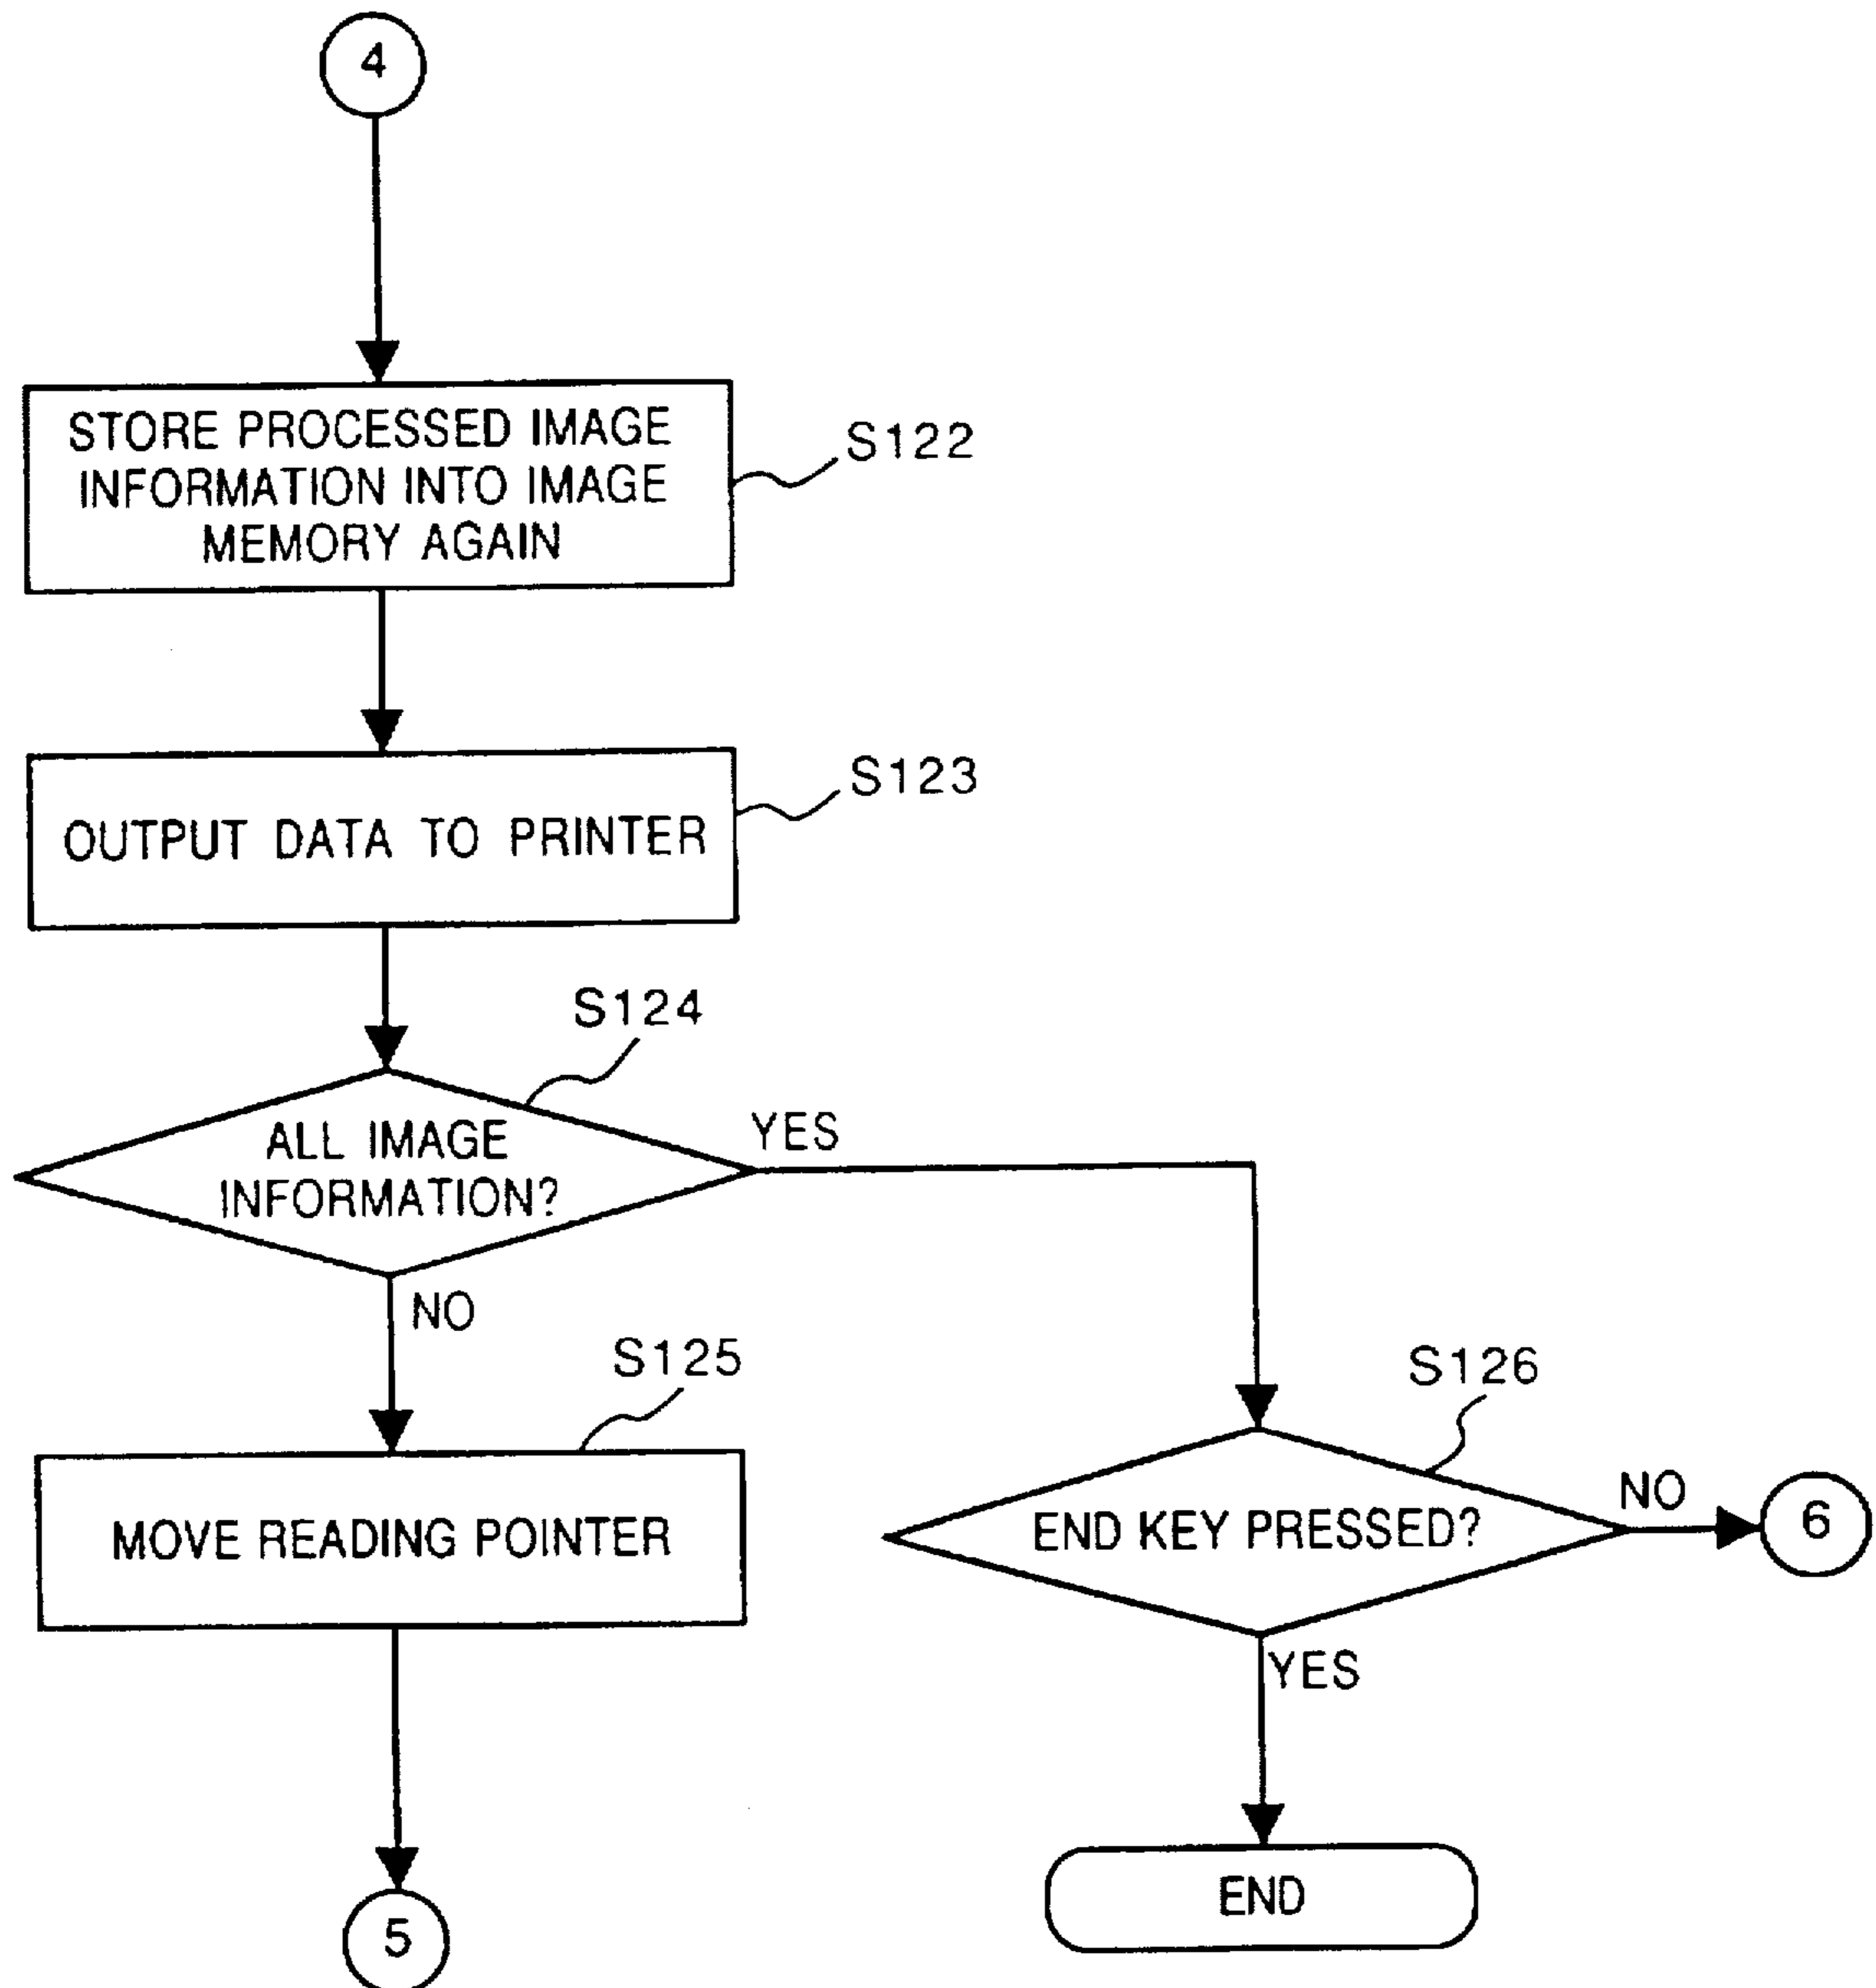 4
STORE PROCESSED IMAGE
INFORMATION INTO IMAGE
MEMORY AGAIN
S122
OUTPUT DATA TO PRINTER
S123
S124
ALL IMAGE
INFORMATION?
YES
NO
S125
MOVE READING POINTER
5
S126
END KEY PRESSED?
NO
6
YES
END